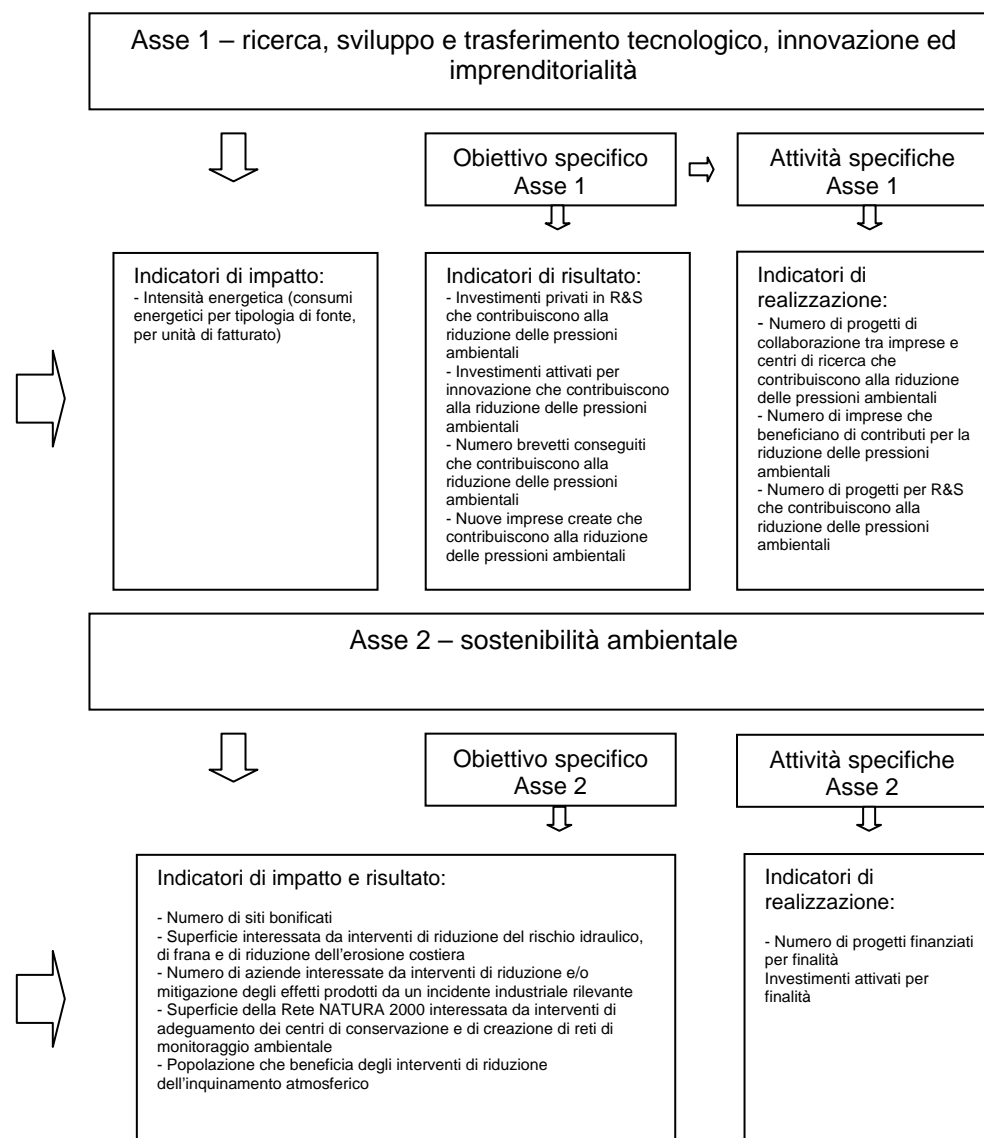 Asse 1 – ricerca, sviluppo e trasferimento tecnologico, innovazione ed
imprenditorialità
Obiettivo specifico
Asse 1
Attività specifiche
Asse 1
Indicatori di impatto:
- Intensità energetica (consumi
energetici per tipologia di fonte,
per unità di fatturato)
Indicatori di risultato:
- Investimenti privati in R&S
che contribuiscono alla
riduzione delle pressioni
ambientali
- Investimenti attivati per
innovazione che contribuiscono
alla riduzione delle pressioni
ambientali
- Numero brevetti conseguiti
che contribuiscono alla
riduzione delle pressioni
ambientali
- Nuove imprese create che
contribuiscono alla riduzione
delle pressioni ambientali
Indicatori di
realizzazione:
- Numero di progetti di
collaborazione tra imprese e
centri di ricerca che
contribuiscono alla riduzione
delle pressioni ambientali
- Numero di imprese che
beneficiano di contributi per la
riduzione delle pressioni
ambientali
- Numero di progetti per R&S
che contribuiscono alla
riduzione delle pressioni
ambientali
Asse 2 – sostenibilità ambientale
Obiettivo specifico
Asse 2
Attività specifiche
Asse 2
Indicatori di impatto e risultato:
- Numero di siti bonificati
- Superficie interessata da interventi di riduzione del rischio idraulico,
di frana e di riduzione dell'erosione costiera
- Numero di aziende interessate da interventi di riduzione e/o
mitigazione degli effetti prodotti da un incidente industriale rilevante
- Superficie della Rete NATURA 2000 interessata da interventi di
adeguamento dei centri di conservazione e di creazione di reti di
monitoraggio ambientale
- Popolazione che beneficia degli interventi di riduzione
dell'inquinamento atmosferico
Indicatori di
realizzazione:
- Numero di progetti finanziati
per finalità
Investimenti attivati per
finalità